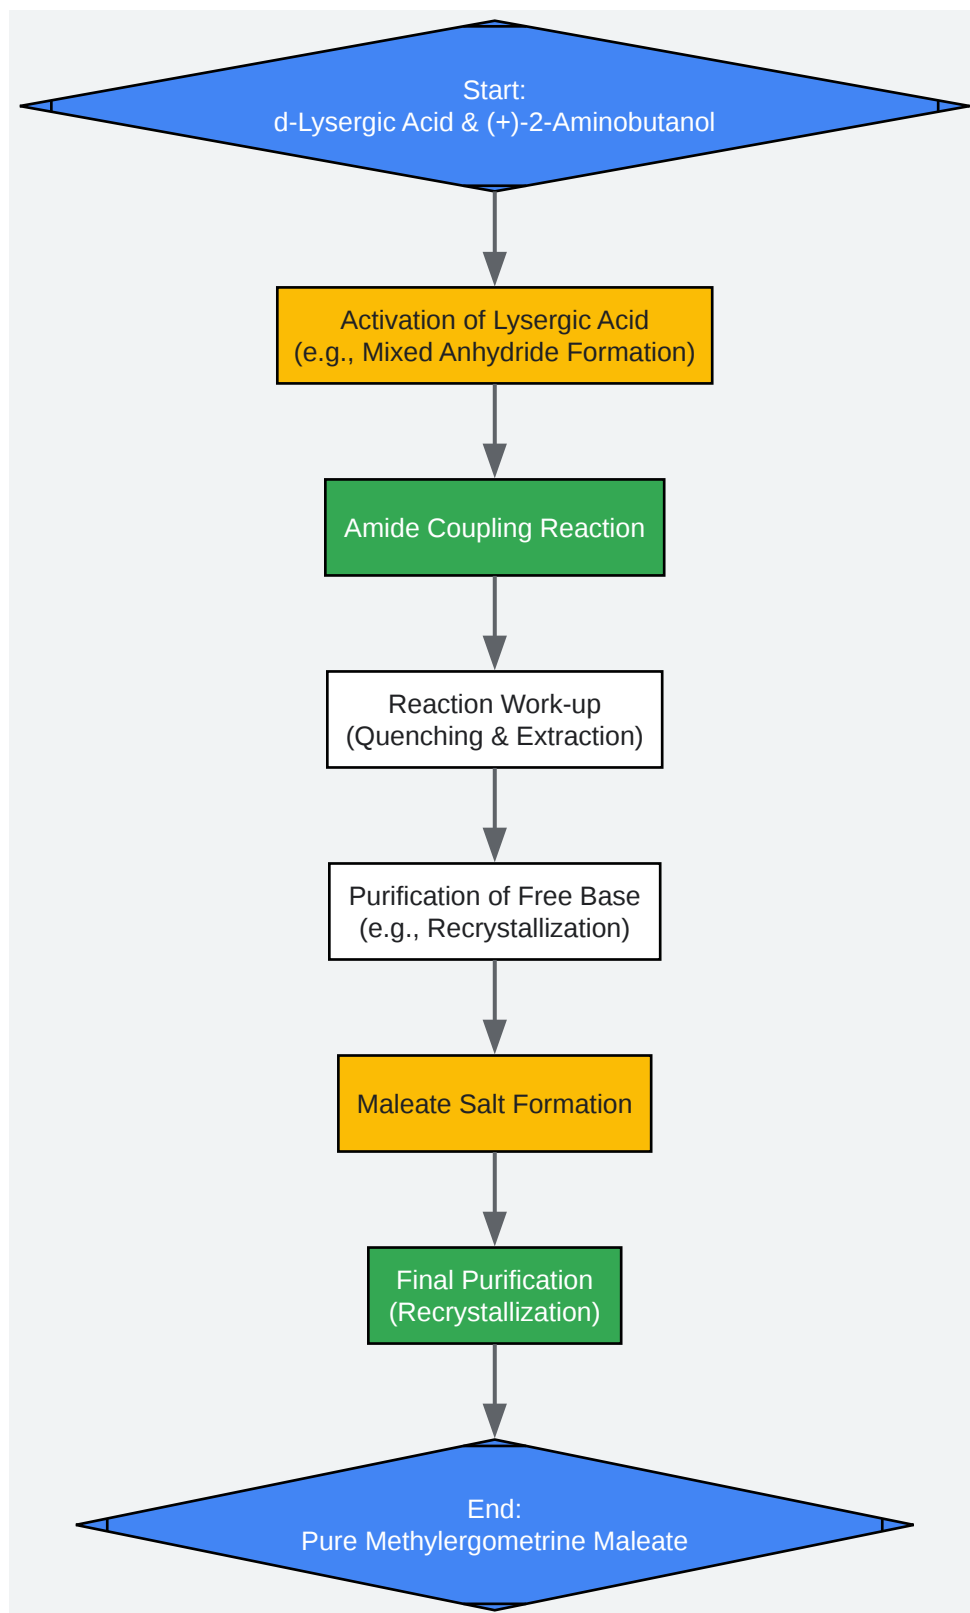 Start:
d-Lysergic Acid & (+)-2-Aminobutanol
Activation of Lysergic Acid
(e.g., Mixed Anhydride Formation)
Amide Coupling Reaction
Reaction Work-up
(Quenching & Extraction)
Purification of Free Base
(e.g., Recrystallization)
Maleate Salt Formation
Final Purification
(Recrystallization)
End:
Pure Methylergometrine Maleate